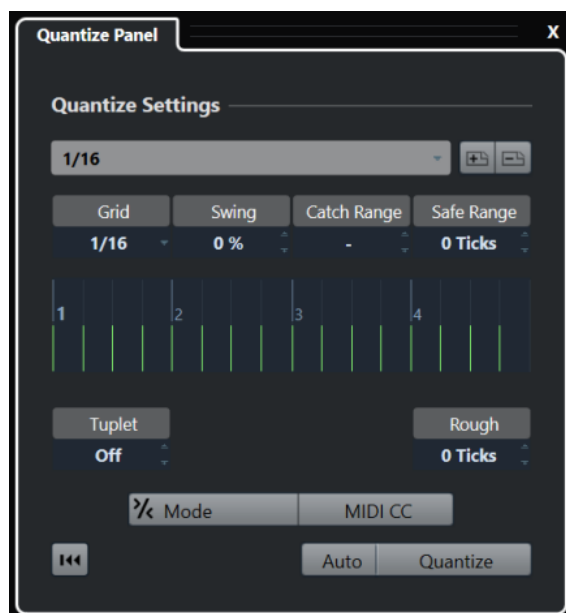 Quantize Panel X
Quantize Settings
1/16
Grid Swing Catch Range Safe Range
1/16 0 % - 0 Ticks
1 2 3 4
Tuplet Rough
Off 0 Ticks
Mode MIDI CC
Auto Quantize